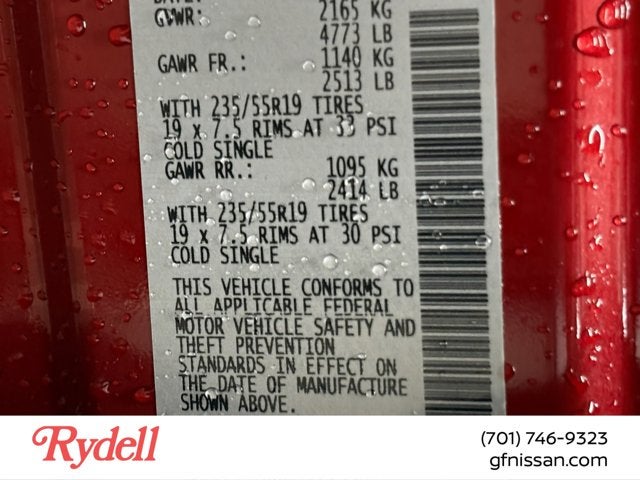 GVWR: 2165 KG
4773 LB
GAWR FR.: 1140 KG
2513 LB
WITH 235/55R19 TIRES
19 x 7.5 RIMS AT 33 PSI
COLD SINGLE
GAWR RR.: 1095 KG
2414 LB
WITH 235/55R19 TIRES
19 x 7.5 RIMS AT 30 PSI
COLD SINGLE
THIS VEHICLE CONFORMS TO
ALL APPLICABLE FEDERAL
MOTOR VEHICLE SAFETY AND
THEFT PREVENTION
STANDARDS IN EFFECT ON
THE DATE OF MANUFACTURE
SHOWN ABOVE.
Rydell
(701) 746-9323
gfnissan.com